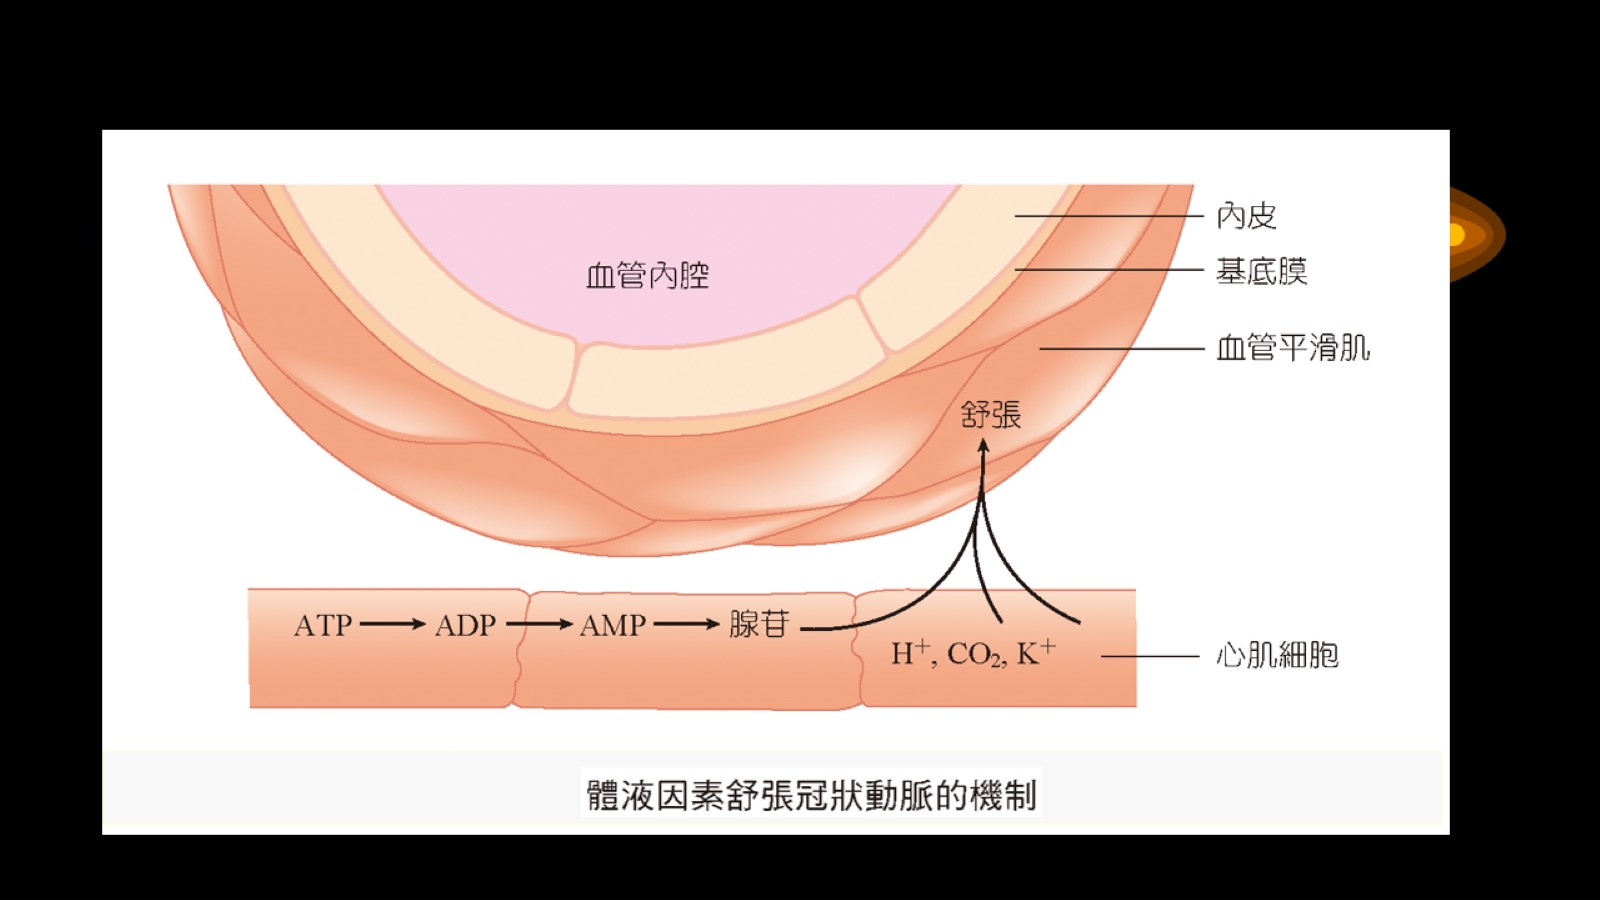 內皮
血管內腔
基底膜
血管平滑肌
舒張
ATP → ADP → AMP → 腺苷
H⁺, CO₂, K⁺
心肌細胞
體液因素舒張冠狀動脈的機制